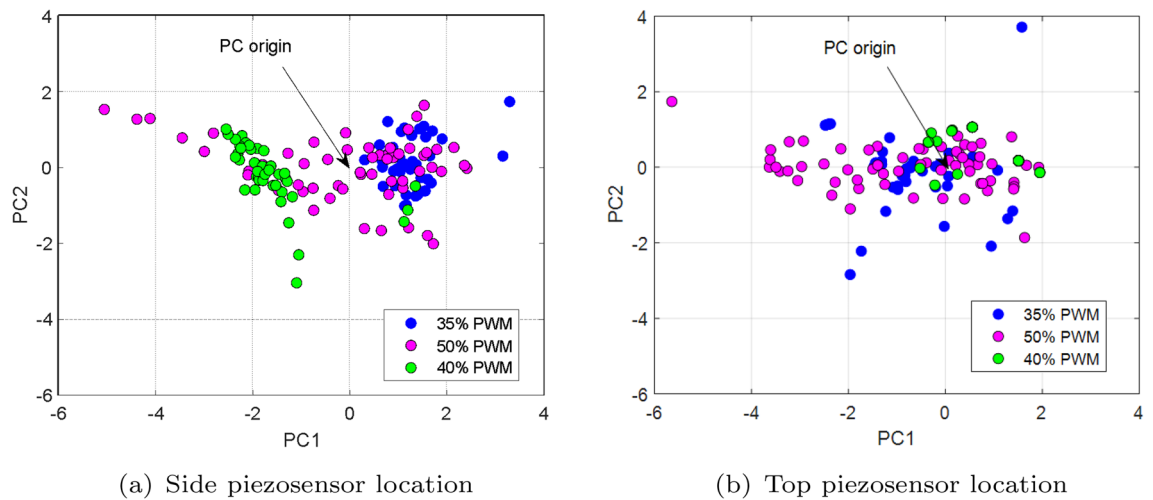 4
2
0
-2
-4
-6
PC2
PC origin
35% PWM
50% PWM
40% PWM
-6 -4 -2 0 2 4
PC1
(a) Side piezosensor location
4
2
0
-2
-4
-6
PC2
PC origin
35% PWM
50% PWM
40% PWM
-6 -4 -2 0 2 4
PC1
(b) Top piezosensor location